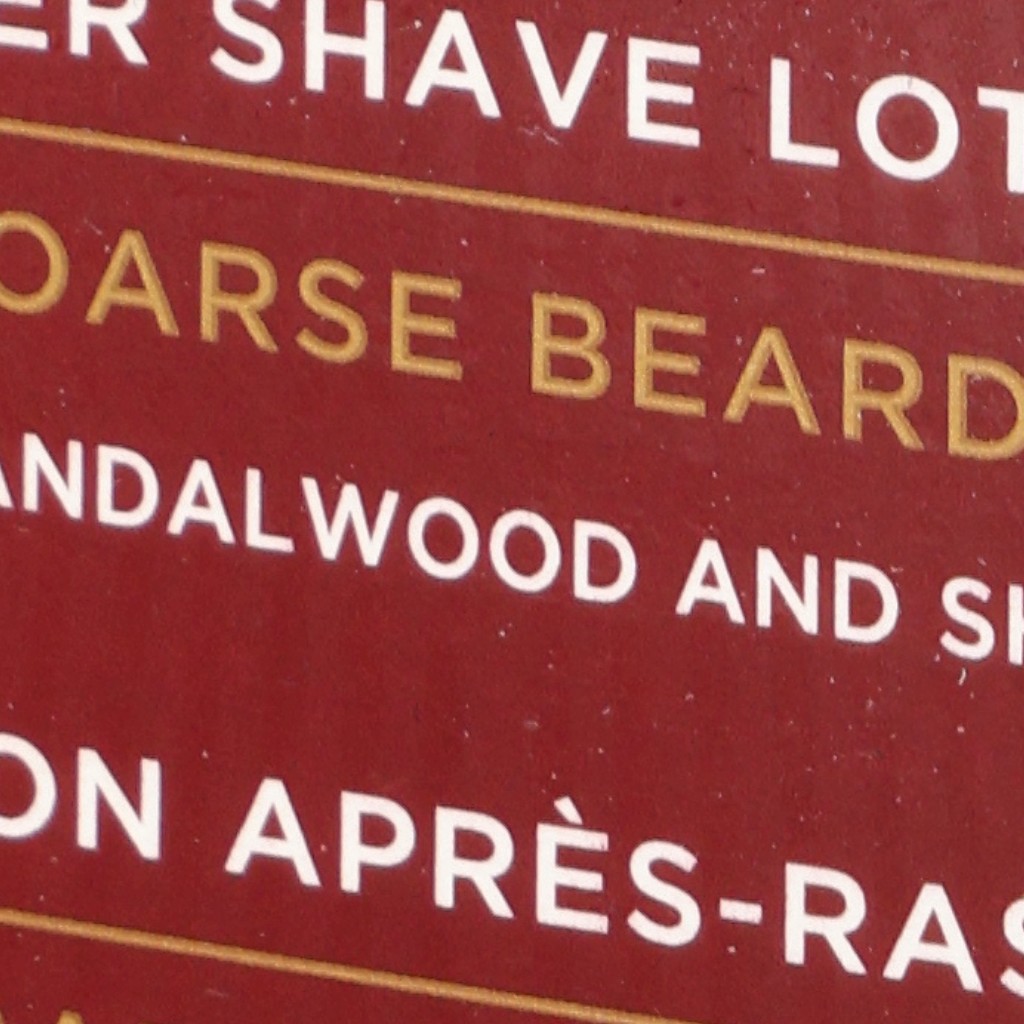 ER SHAVE LOT
OARSE BEARD
ANDALWOOD AND SH
ON APRÈS-RAS